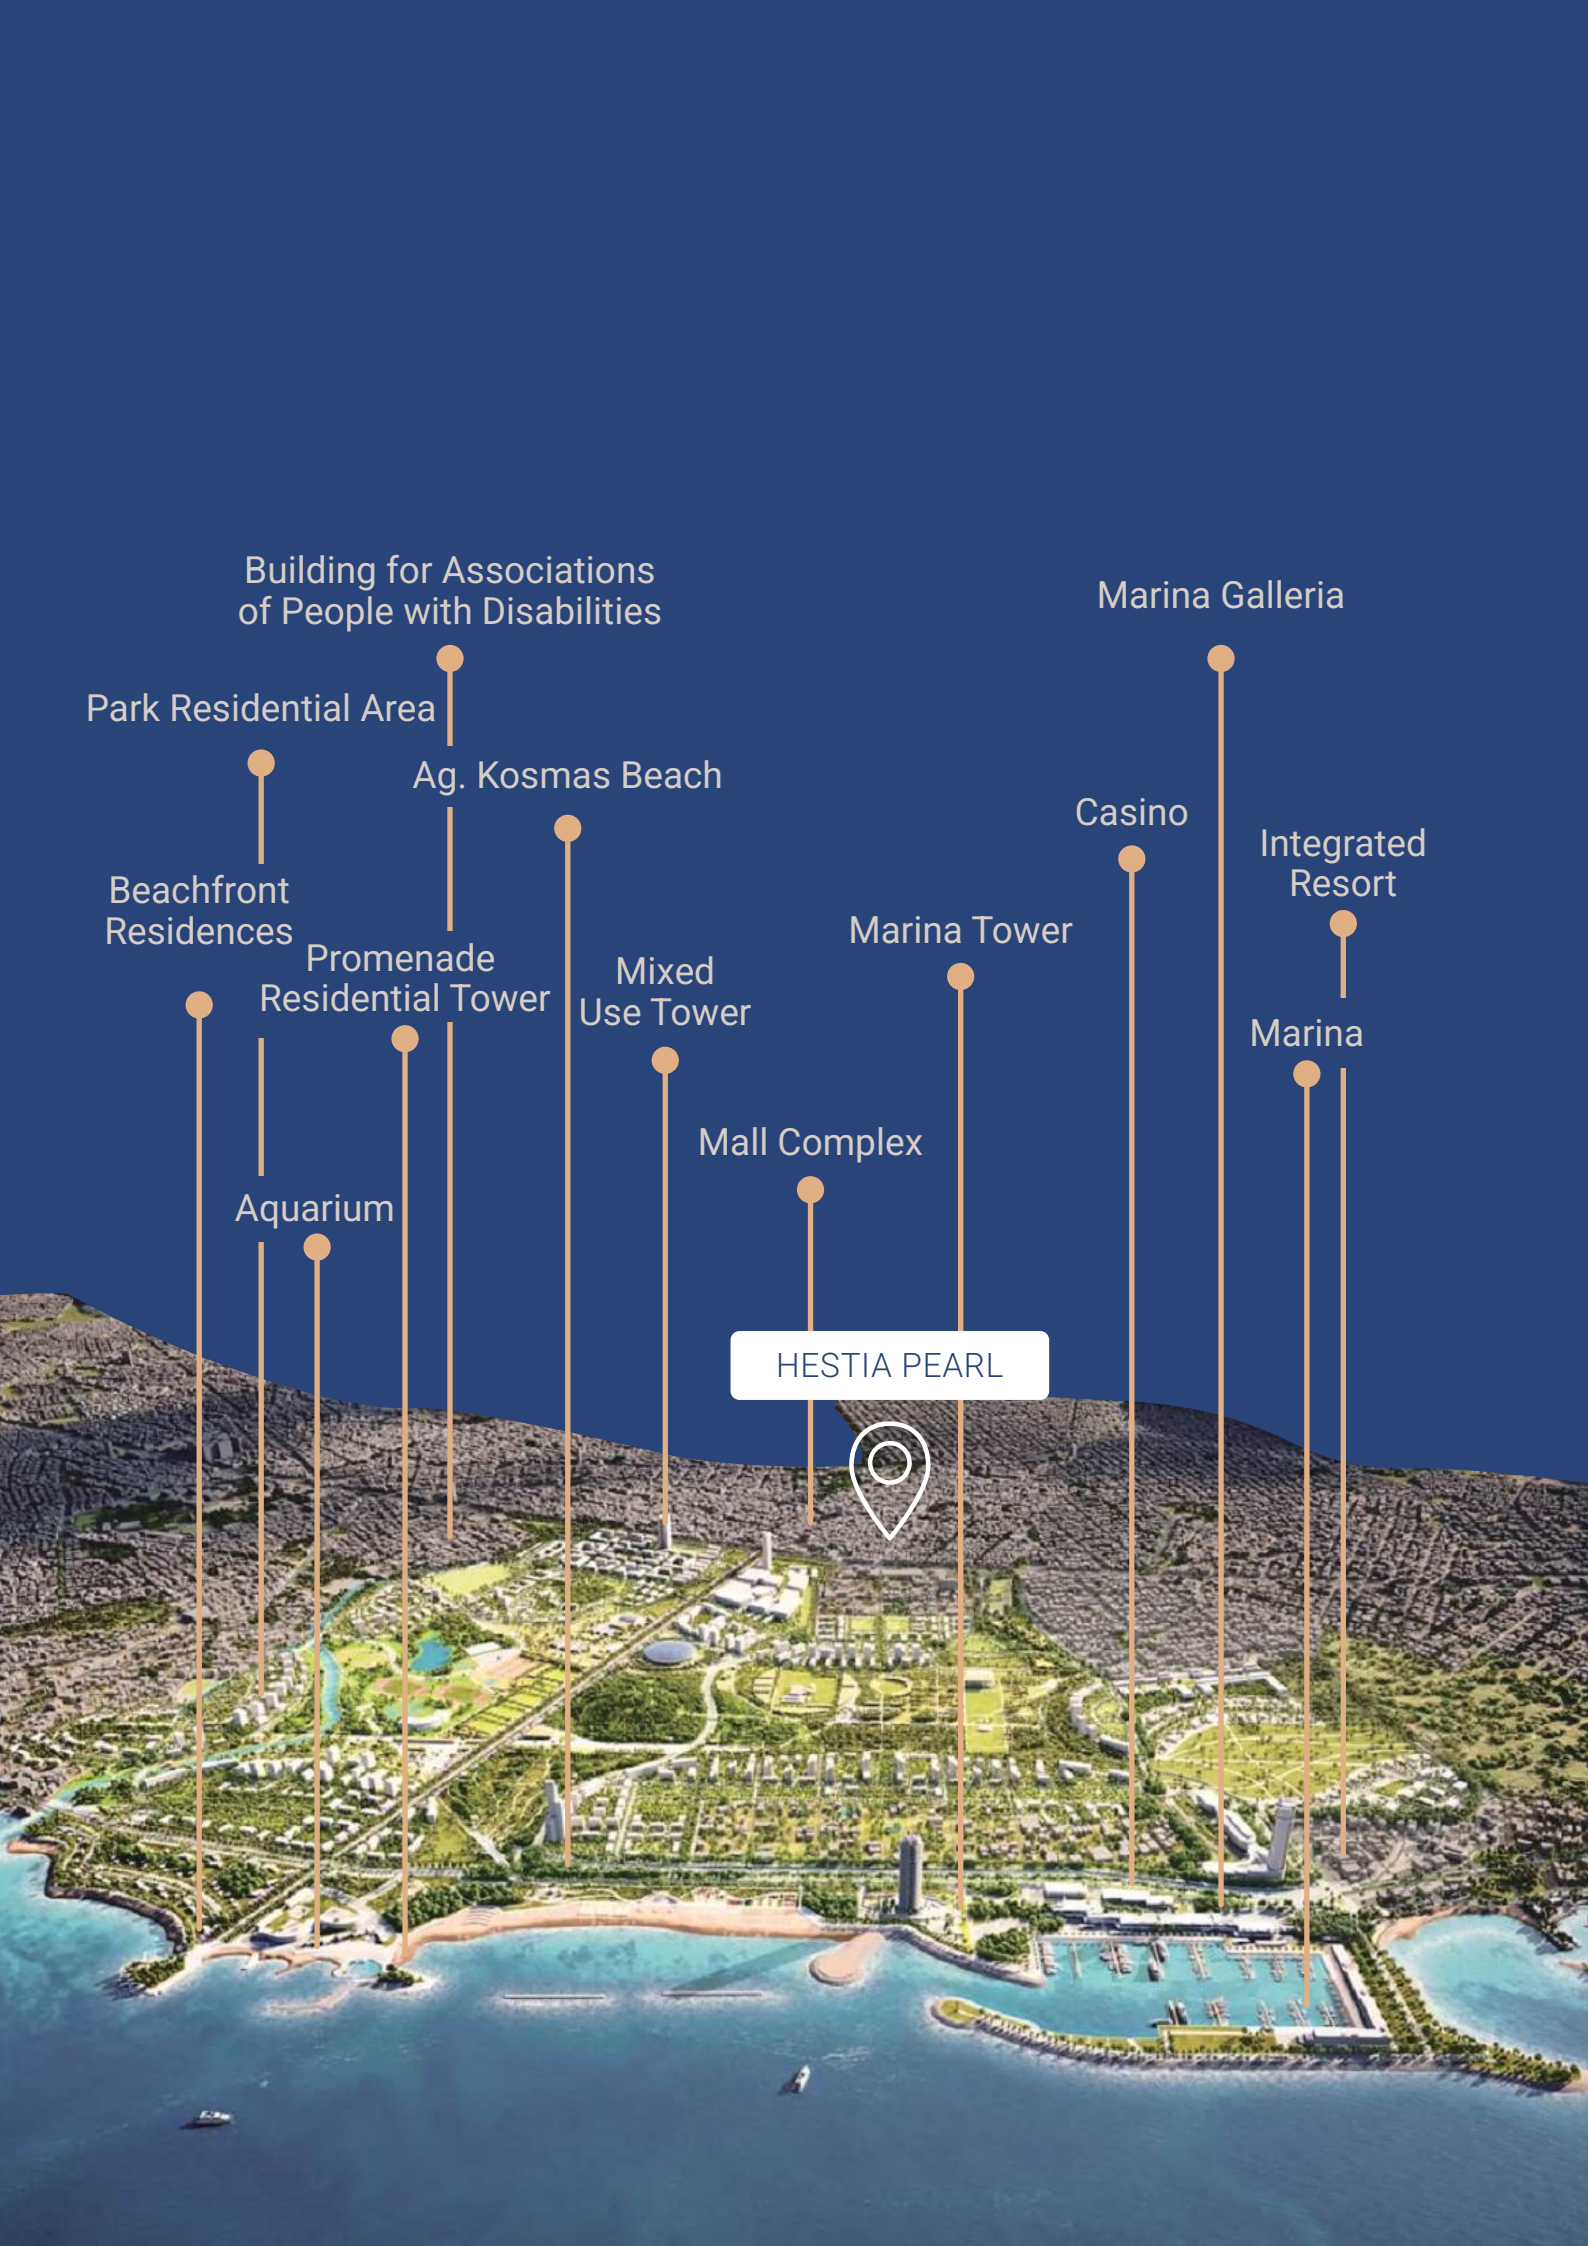 Building for Associations
of People with Disabilities
Marina Galleria
Park Residential Area
Ag. Kosmas Beach
Casino
Integrated
Resort
Beachfront
Residences
Promenade
Residential Tower
Mixed
Use Tower
Marina Tower
Marina
Mall Complex
Aquarium
HESTIA PEARL